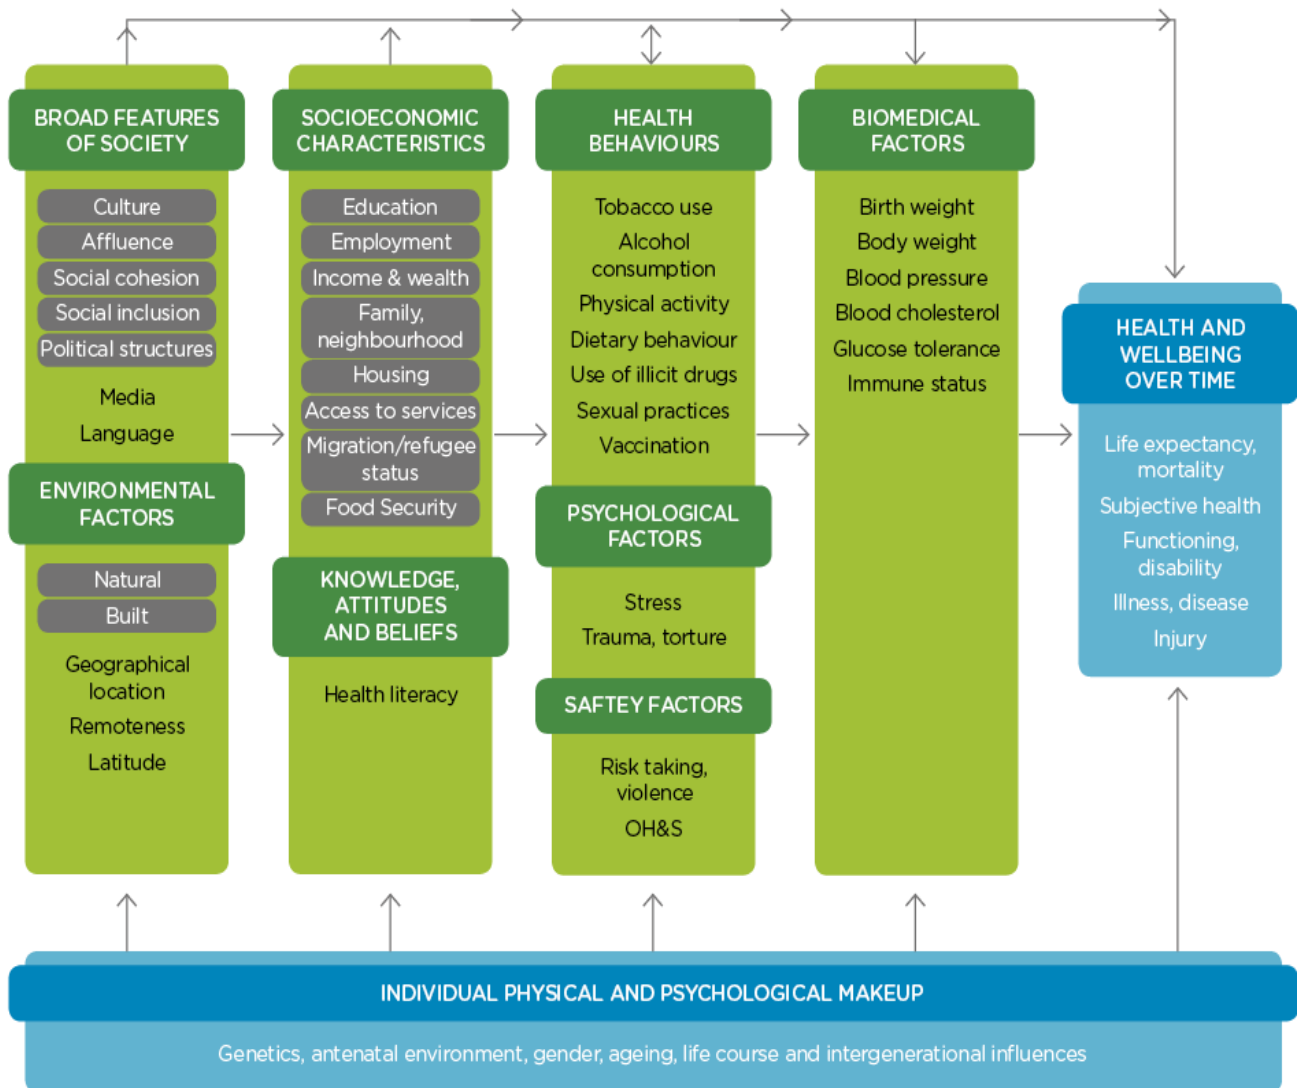 BROAD FEATURES
OF SOCIETY
Culture
Affluence
Social cohesion
Social inclusion
Political structures
Media
Language
ENVIRONMENTAL
FACTORS
Natural
Built
Geographical
location
Remoteness
Latitude
SOCIOECONOMIC
CHARACTERISTICS
Education
Employment
Income & wealth
Family,
neighbourhood
Housing
Access to services
Migration/refugee
status
Food Security
KNOWLEDGE,
ATTITUDES
AND BELIEFS
Health literacy
HEALTH
BEHAVIOURS
Tobacco use
Alcohol
consumption
Physical activity
Dietary behaviour
Use of illicit drugs
Sexual practices
Vaccination
PSYCHOLOGICAL
FACTORS
Stress
Trauma, torture
SAFTEY FACTORS
Risk taking,
violence
OH&S
BIOMEDICAL
FACTORS
Birth weight
Body weight
Blood pressure
Blood cholesterol
Glucose tolerance
Immune status
HEALTH AND
WELLBEING
OVER TIME
Life expectancy,
mortality
Subjective health
Functioning,
disability
Illness, disease
Injury
INDIVIDUAL PHYSICAL AND PSYCHOLOGICAL MAKEUP
Genetics, antenatal environment, gender, ageing, life course and intergenerational influences